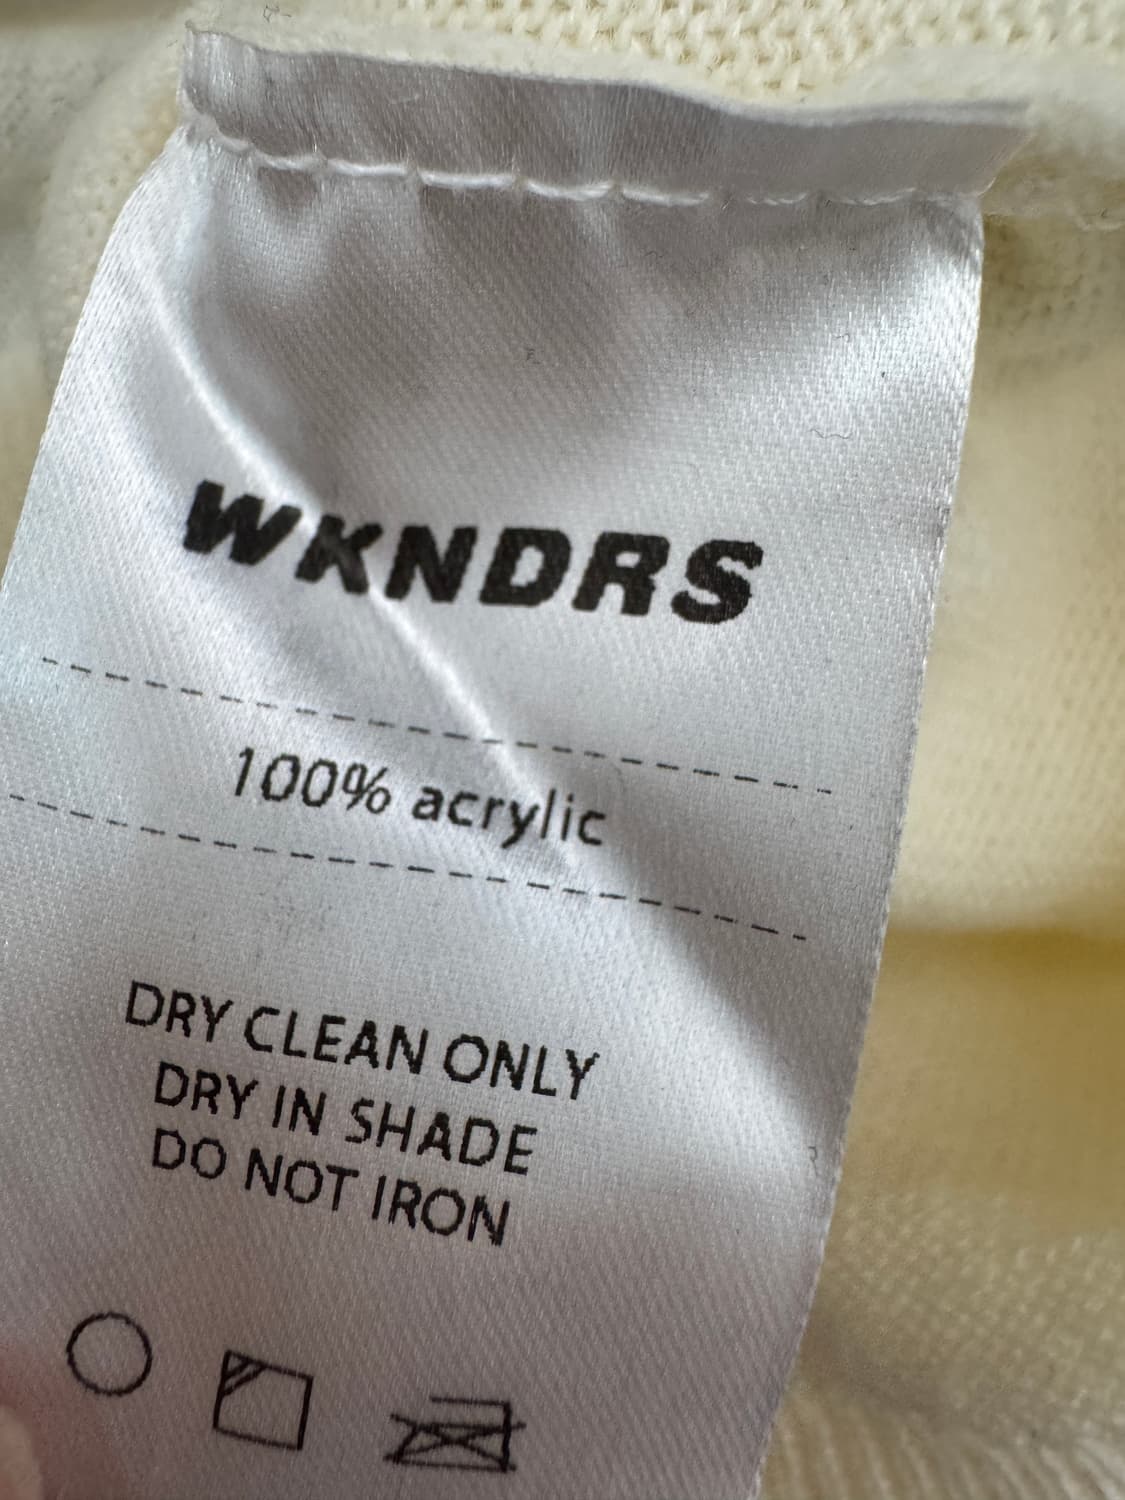 WKNDRS
100% acrylic
DRY CLEAN ONLY
DRY IN SHADE
DO NOT IRON